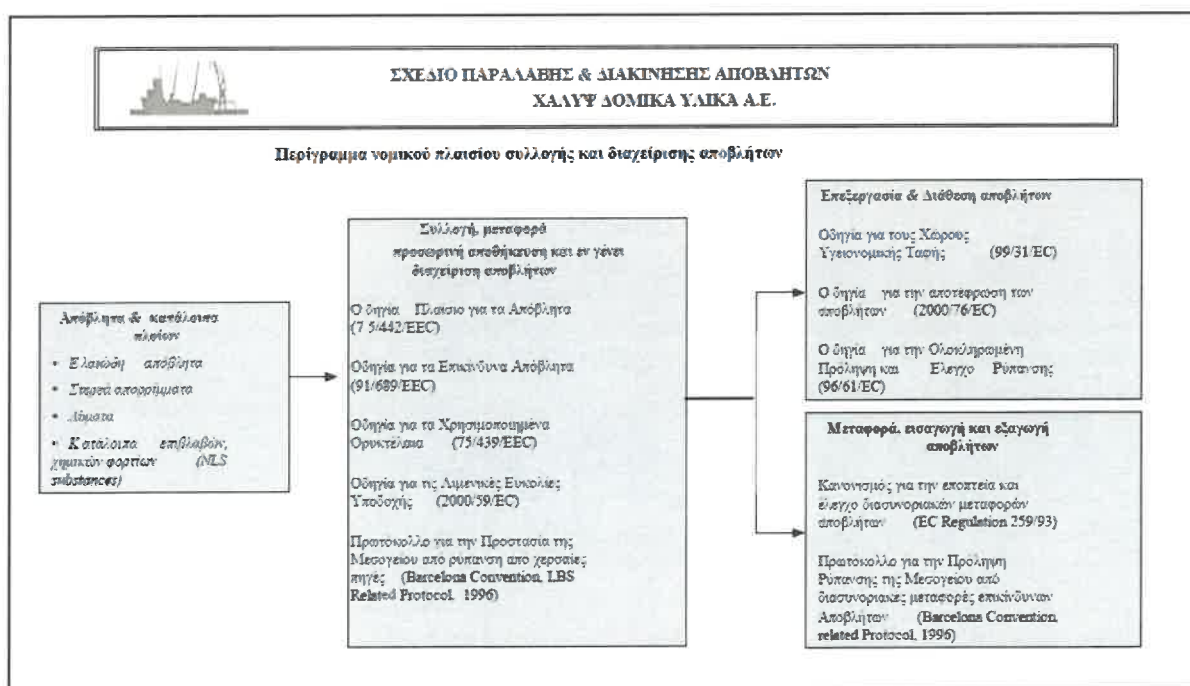 ΣΧΕΔΙΟ ΠΑΡΑΛΑΒΗΣ & ΔΙΑΚΙΝΗΣΗΣ ΑΠΟΒΛΗΤΩΝ
ΧΑΛΥΨ ΔΟΜΙΚΑ ΥΛΙΚΑ Α.Ε.
Περίγραμμα νομικού πλαισίου συλλογής και διαχείρισης αποβλήτων
Απόβλητα & κατάλοιπα
πλοίων
• Ελαιώδη απόβλητα
• Στερεά απορρίμματα
• Λύματα
• Κατάλοιπα επιβλαβών,
χημικών φορτίων (NLS
substances)
Συλλογή, μεταφορά
προσωρινή αποθήκευση και εν γένει
διαχείριση αποβλήτων
Ο δηγία Πλαίσιο για τα Απόβλητα
(7 5/442/EEC)
Οδηγία για τα Επικίνδυνα Απόβλητα
(91/689/EEC)
Οδηγία για τα Χρησιμοποιημένα
Ορυκτέλαια (75/439/EEC)
Οδηγία για τις Λιμενικές Ευκολίες
Υποδοχής (2000/59/EC)
Πρωτόκολλο για την Προστασία της
Μεσογείου από ρύπανση από χερσαίες
πηγές (Barcelona Convention, LBS
Related Protocol, 1996)
Επεξεργασία & Διάθεση αποβλήτων
Οδηγία για τους Χώρους
Υγειονομικής Ταφής (99/31/EC)
Ο δηγία για την αποτέφρωση των
αποβλήτων (2000/76/EC)
Ο δηγία για την Ολοκληρωμένη
Πρόληψη και Ελεγχο Ρύπανσης
(96/61/EC)
Μεταφορά, εισαγωγή και εξαγωγή
αποβλήτων
Κανονισμός για την εποπτεία και
έλεγχο διασυνοριακών μεταφορών
αποβλήτων (EC Regulation 259/93)
Πρωτόκολλο για την Πρόληψη
Ρύπανσης της Μεσογείου από
διασυνοριακες μεταφορές επικίνδυναν
Αποβλήτων (Barcelona Convention,
related Protocol, 1996)